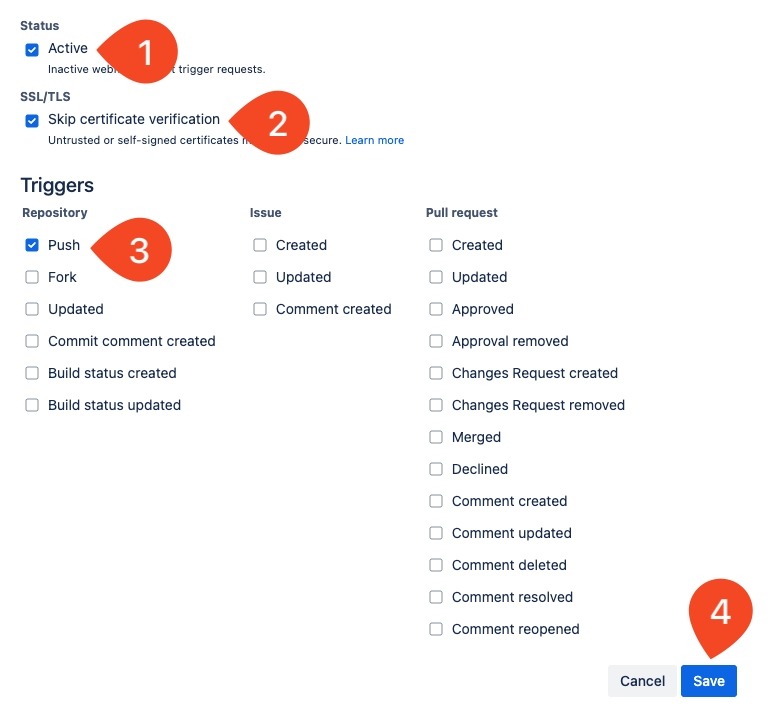 Status
Active
1
Inactive web t trigger requests.
SSL/TLS
Skip certificate verification
2
Untrusted or self-signed certificates secure. Learn more
Triggers
Repository Issue Pull request
Push Created Created
3
Fork Updated Updated
Updated Comment created Approved
Commit comment created Approval removed
Build status created Changes Request created
Build status updated Changes Request removed
Merged
Declined
Comment created
Comment updated
Comment deleted
Comment resolved
Comment reopened
4
Cancel Save